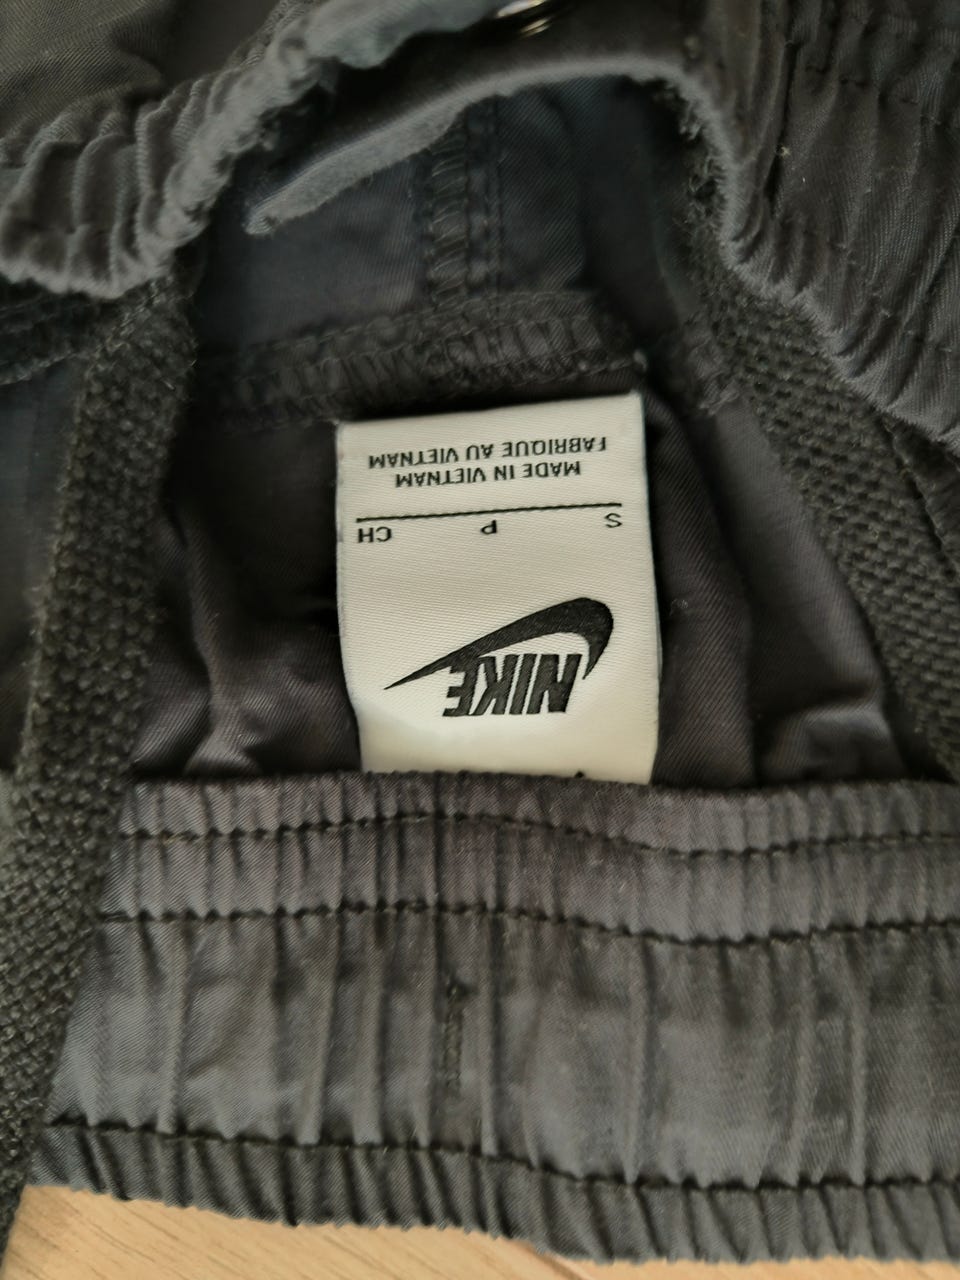 NIKE
S P CH
MADE IN VIETNAM
FABRIQUE AU VIETNAM